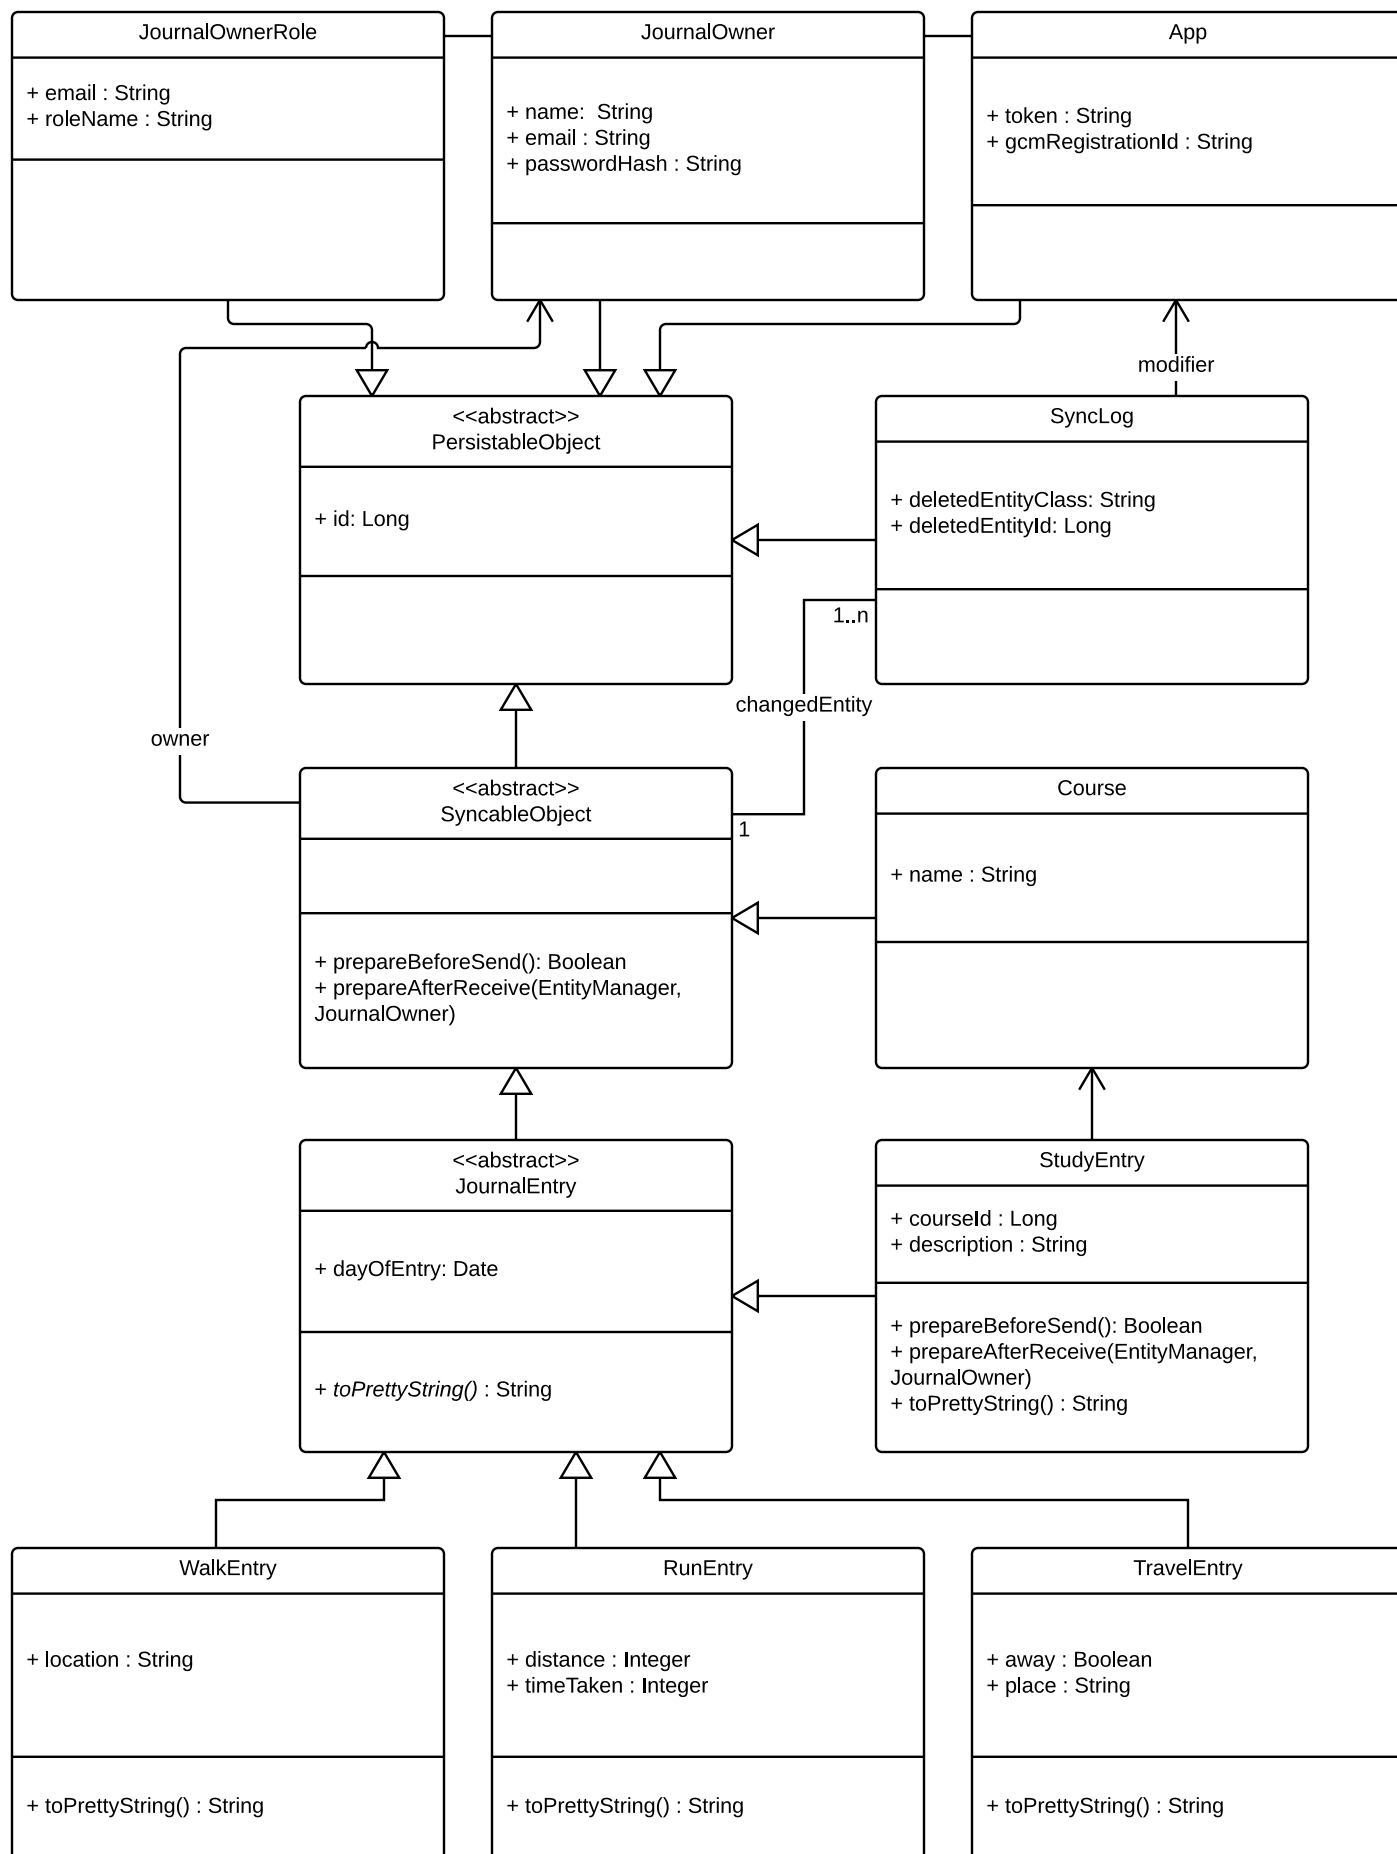 JournalOwnerRole
+ email : String
+ roleName : String
JournalOwner
+ name:  String
+ email : String
+ passwordHash : String
App
+ token : String
+ gcmRegistrationId : String
modifier
<<abstract>>
PersistableObject
+ id: Long
SyncLog
+ deletedEntityClass: String
+ deletedEntityId: Long
1..n
changedEntity
owner
<<abstract>>
SyncableObject
1
+ prepareBeforeSend(): Boolean
+ prepareAfterReceive(EntityManager,
JournalOwner)
Course
+ name : String
<<abstract>>
JournalEntry
+ dayOfEntry: Date
+ toPrettyString() : String
StudyEntry
+ courseId : Long
+ description : String
+ prepareBeforeSend(): Boolean
+ prepareAfterReceive(EntityManager,
JournalOwner)
+ toPrettyString() : String
WalkEntry
+ location : String
+ toPrettyString() : String
RunEntry
+ distance : Integer
+ timeTaken : Integer
+ toPrettyString() : String
TravelEntry
+ away : Boolean
+ place : String
+ toPrettyString() : String